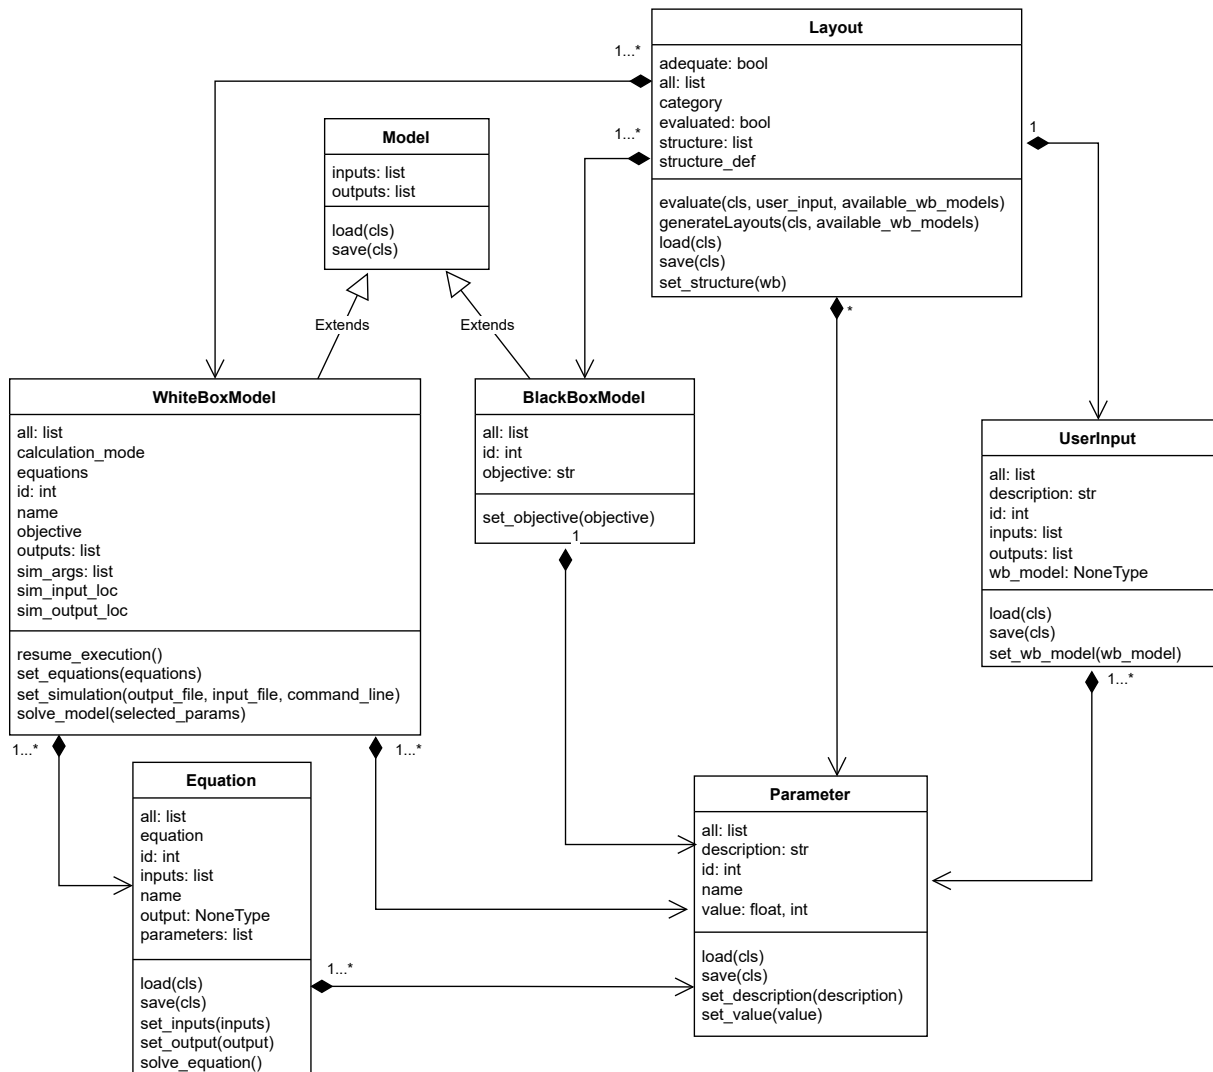 Layout
adequate: bool
all: list
category
evaluated: bool
structure: list
structure_def
evaluate(cls, user_input, available_wb_models)
generateLayouts(cls, available_wb_models)
load(cls)
save(cls)
set_structure(wb)
1...*
1...*
1
*
Model
inputs: list
outputs: list
load(cls)
save(cls)
Extends
Extends
WhiteBoxModel
all: list
calculation_mode
equations
id: int
name
objective
outputs: list
sim_args: list
sim_input_loc
sim_output_loc
resume_execution()
set_equations(equations)
set_simulation(output_file, input_file, command_line)
solve_model(selected_params)
1...*
1...*
BlackBoxModel
all: list
id: int
objective: str
set_objective(objective)
1
UserInput
all: list
description: str
id: int
inputs: list
outputs: list
wb_model: NoneType
load(cls)
save(cls)
set_wb_model(wb_model)
1...*
Equation
all: list
equation
id: int
inputs: list
name
output: NoneType
parameters: list
load(cls)
save(cls)
set_inputs(inputs)
set_output(output)
solve_equation()
1...*
Parameter
all: list
description: str
id: int
name
value: float, int
load(cls)
save(cls)
set_description(description)
set_value(value)